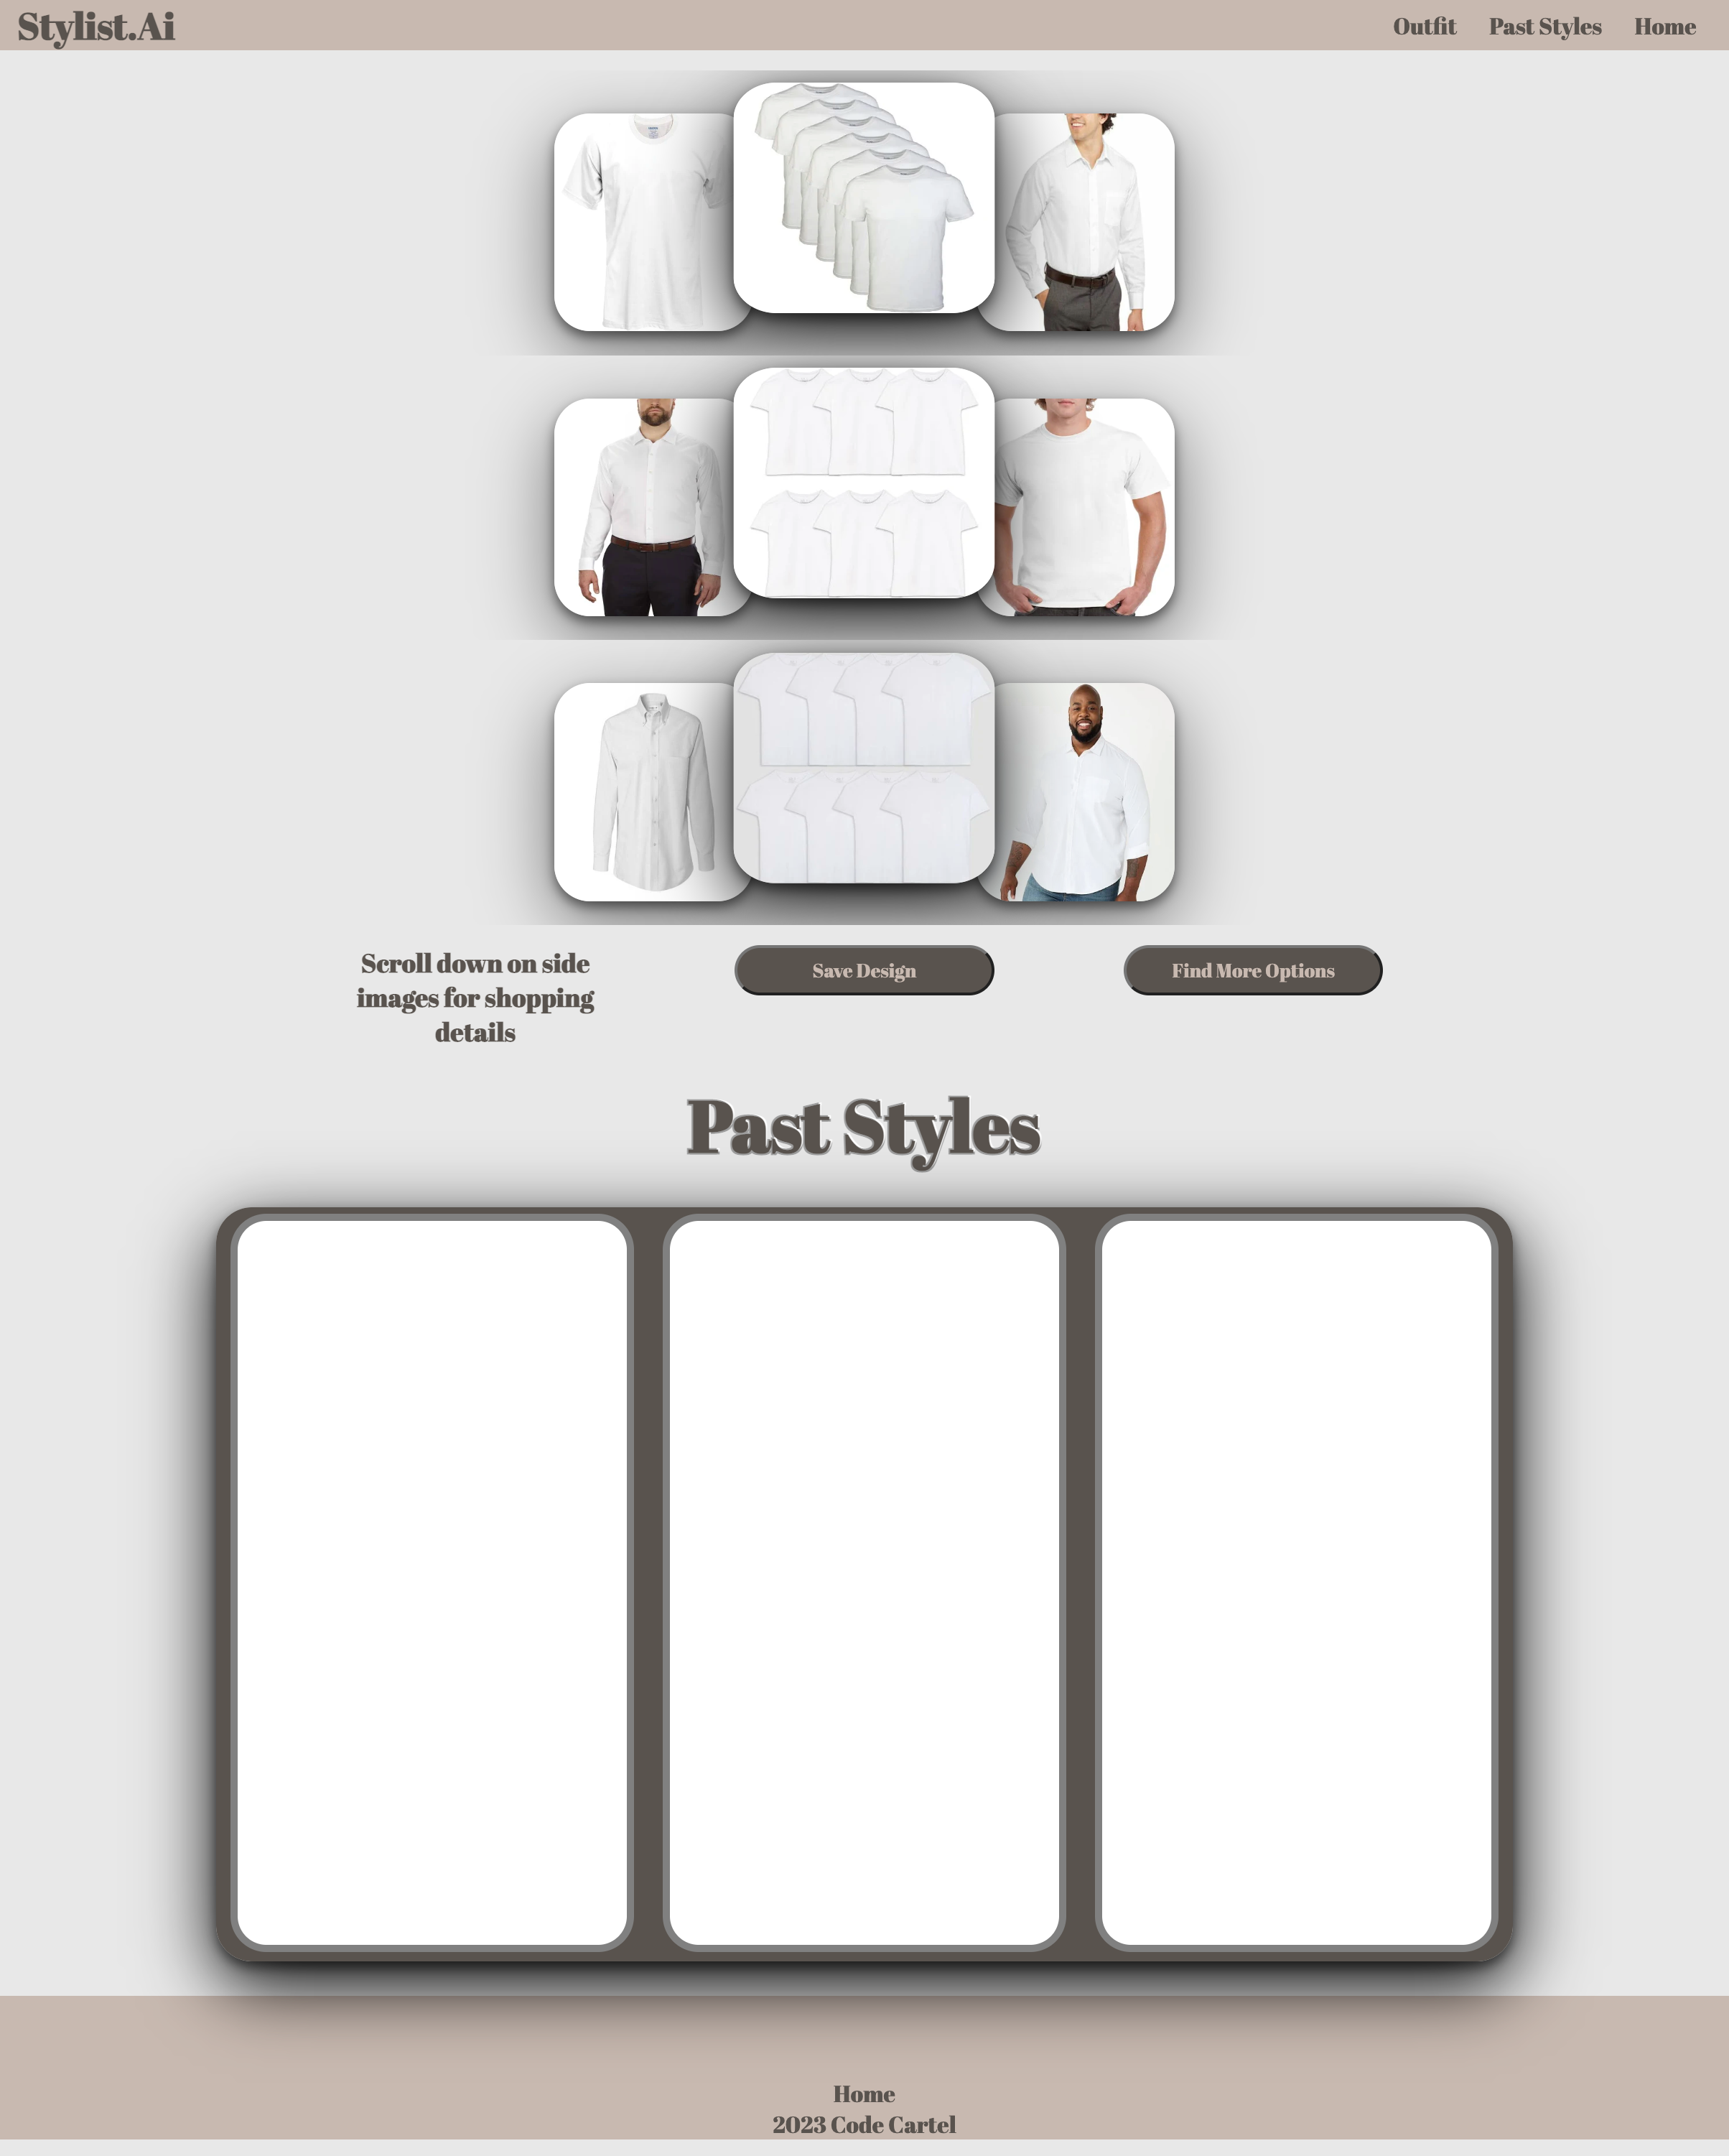 Stylist.Ai
Outfit Past Styles Home
Scroll down on side
images for shopping
details
Save Design
Find More Options
Past Styles
Home
2023 Code Cartel